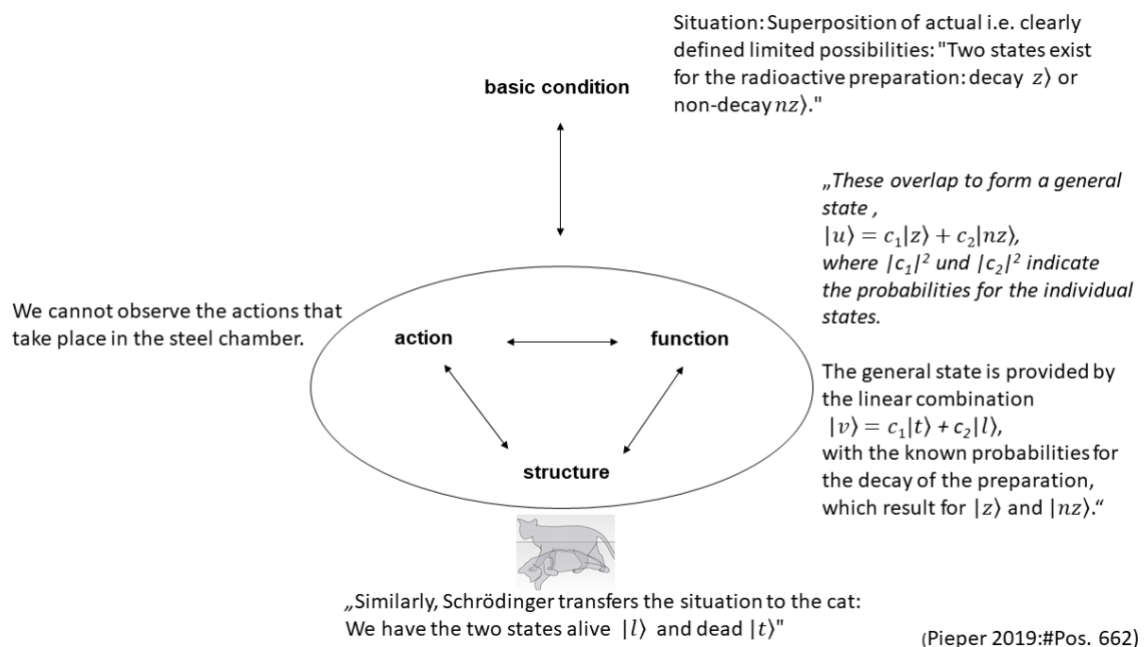 Situation: Superposition of actual i.e. clearly
defined limited possibilities: "Two states exist
for the radioactive preparation: decay z⟩ or
non-decay nz⟩."
basic condition
„These overlap to form a general
state ,
|u⟩ = c₁|z⟩ + c₂|nz⟩,
where |c₁|² und |c₂|² indicate
the probabilities for the individual
states.
We cannot observe the actions that
take place in the steel chamber.
action
function
The general state is provided by
the linear combination
|v⟩ = c₁|t⟩ + c₂|l⟩,
with the known probabilities for
the decay of the preparation,
which result for |z⟩ and |nz⟩.“
structure
„Similarly, Schrödinger transfers the situation to the cat:
We have the two states alive |l⟩ and dead |t⟩"
(Pieper 2019:#Pos. 662)